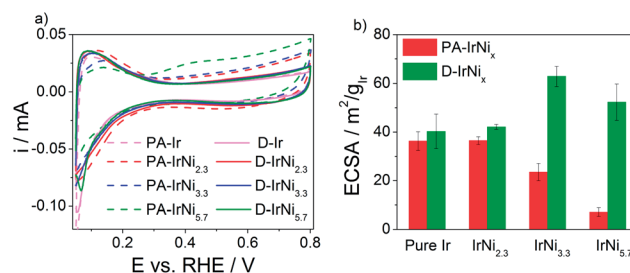 a)
0.05
0.00
-0.05
-0.10
i / mA
PA-Ir
D-Ir
PA-IrNi2.3
D-IrNi2.3
PA-IrNi3.3
D-IrNi3.3
PA-IrNi5.7
D-IrNi5.7
0.2 0.4 0.6 0.8
E vs. RHE / V
b)
80
60
40
20
0
ECSA / m²/gIr
PA-IrNix
D-IrNix
Pure Ir IrNi2.3 IrNi3.3 IrNi5.7